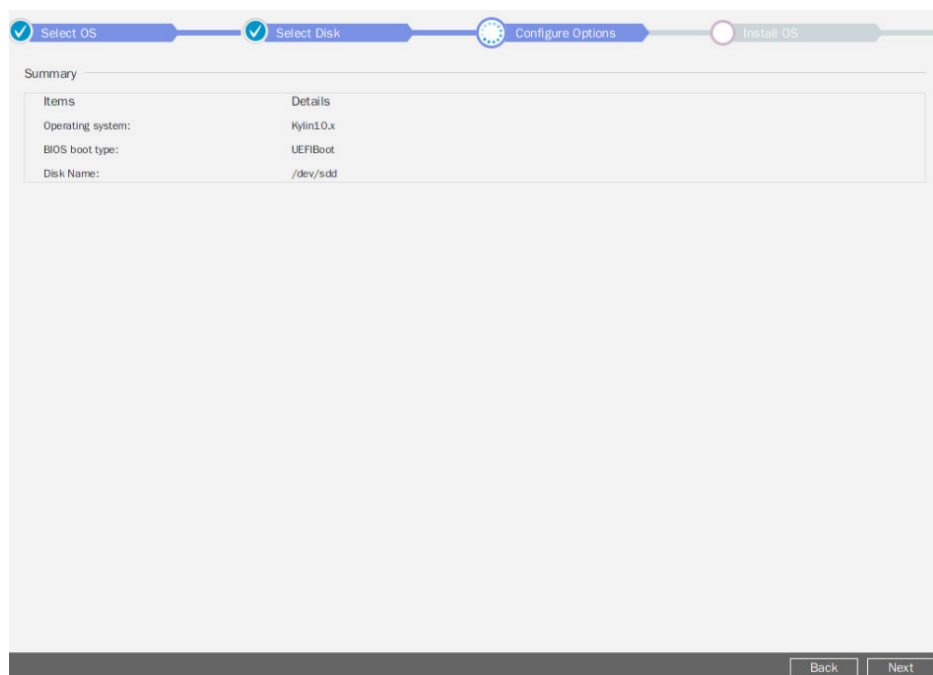 Select OS
Select Disk
Configure Options
Install OS
Summary
Items Details
Operating system: Kylin10.x
BIOS boot type: UEFIBoot
Disk Name: /dev/sdd
Back Next